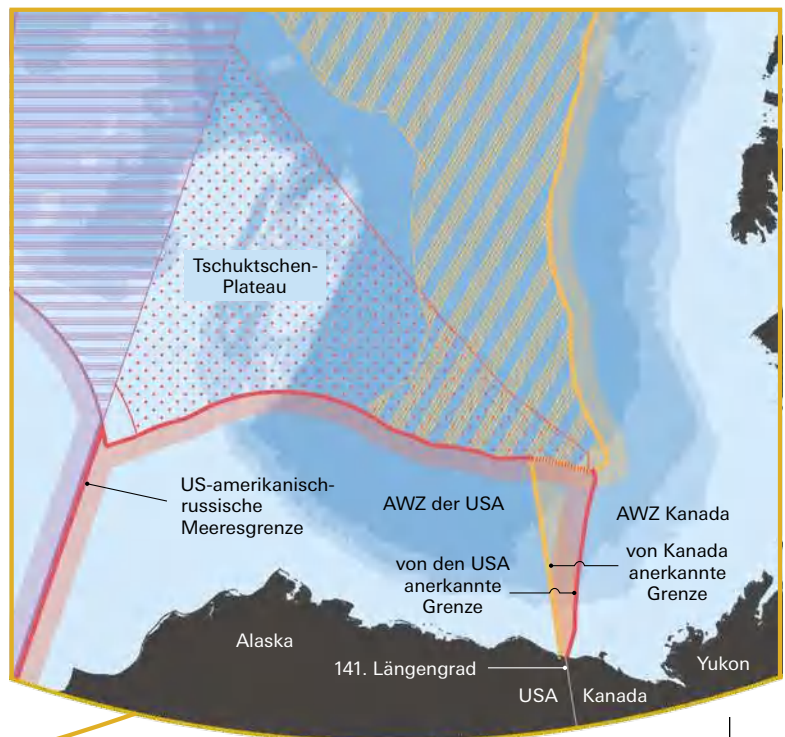 Tschuktschen-
Plateau
US-amerikanisch-
russische
Meeresgrenze
AWZ der USA
AWZ Kanada
von den USA
anerkannte
Grenze
von Kanada
anerkannte
Grenze
Alaska
141. Längengrad
Yukon
USA
Kanada